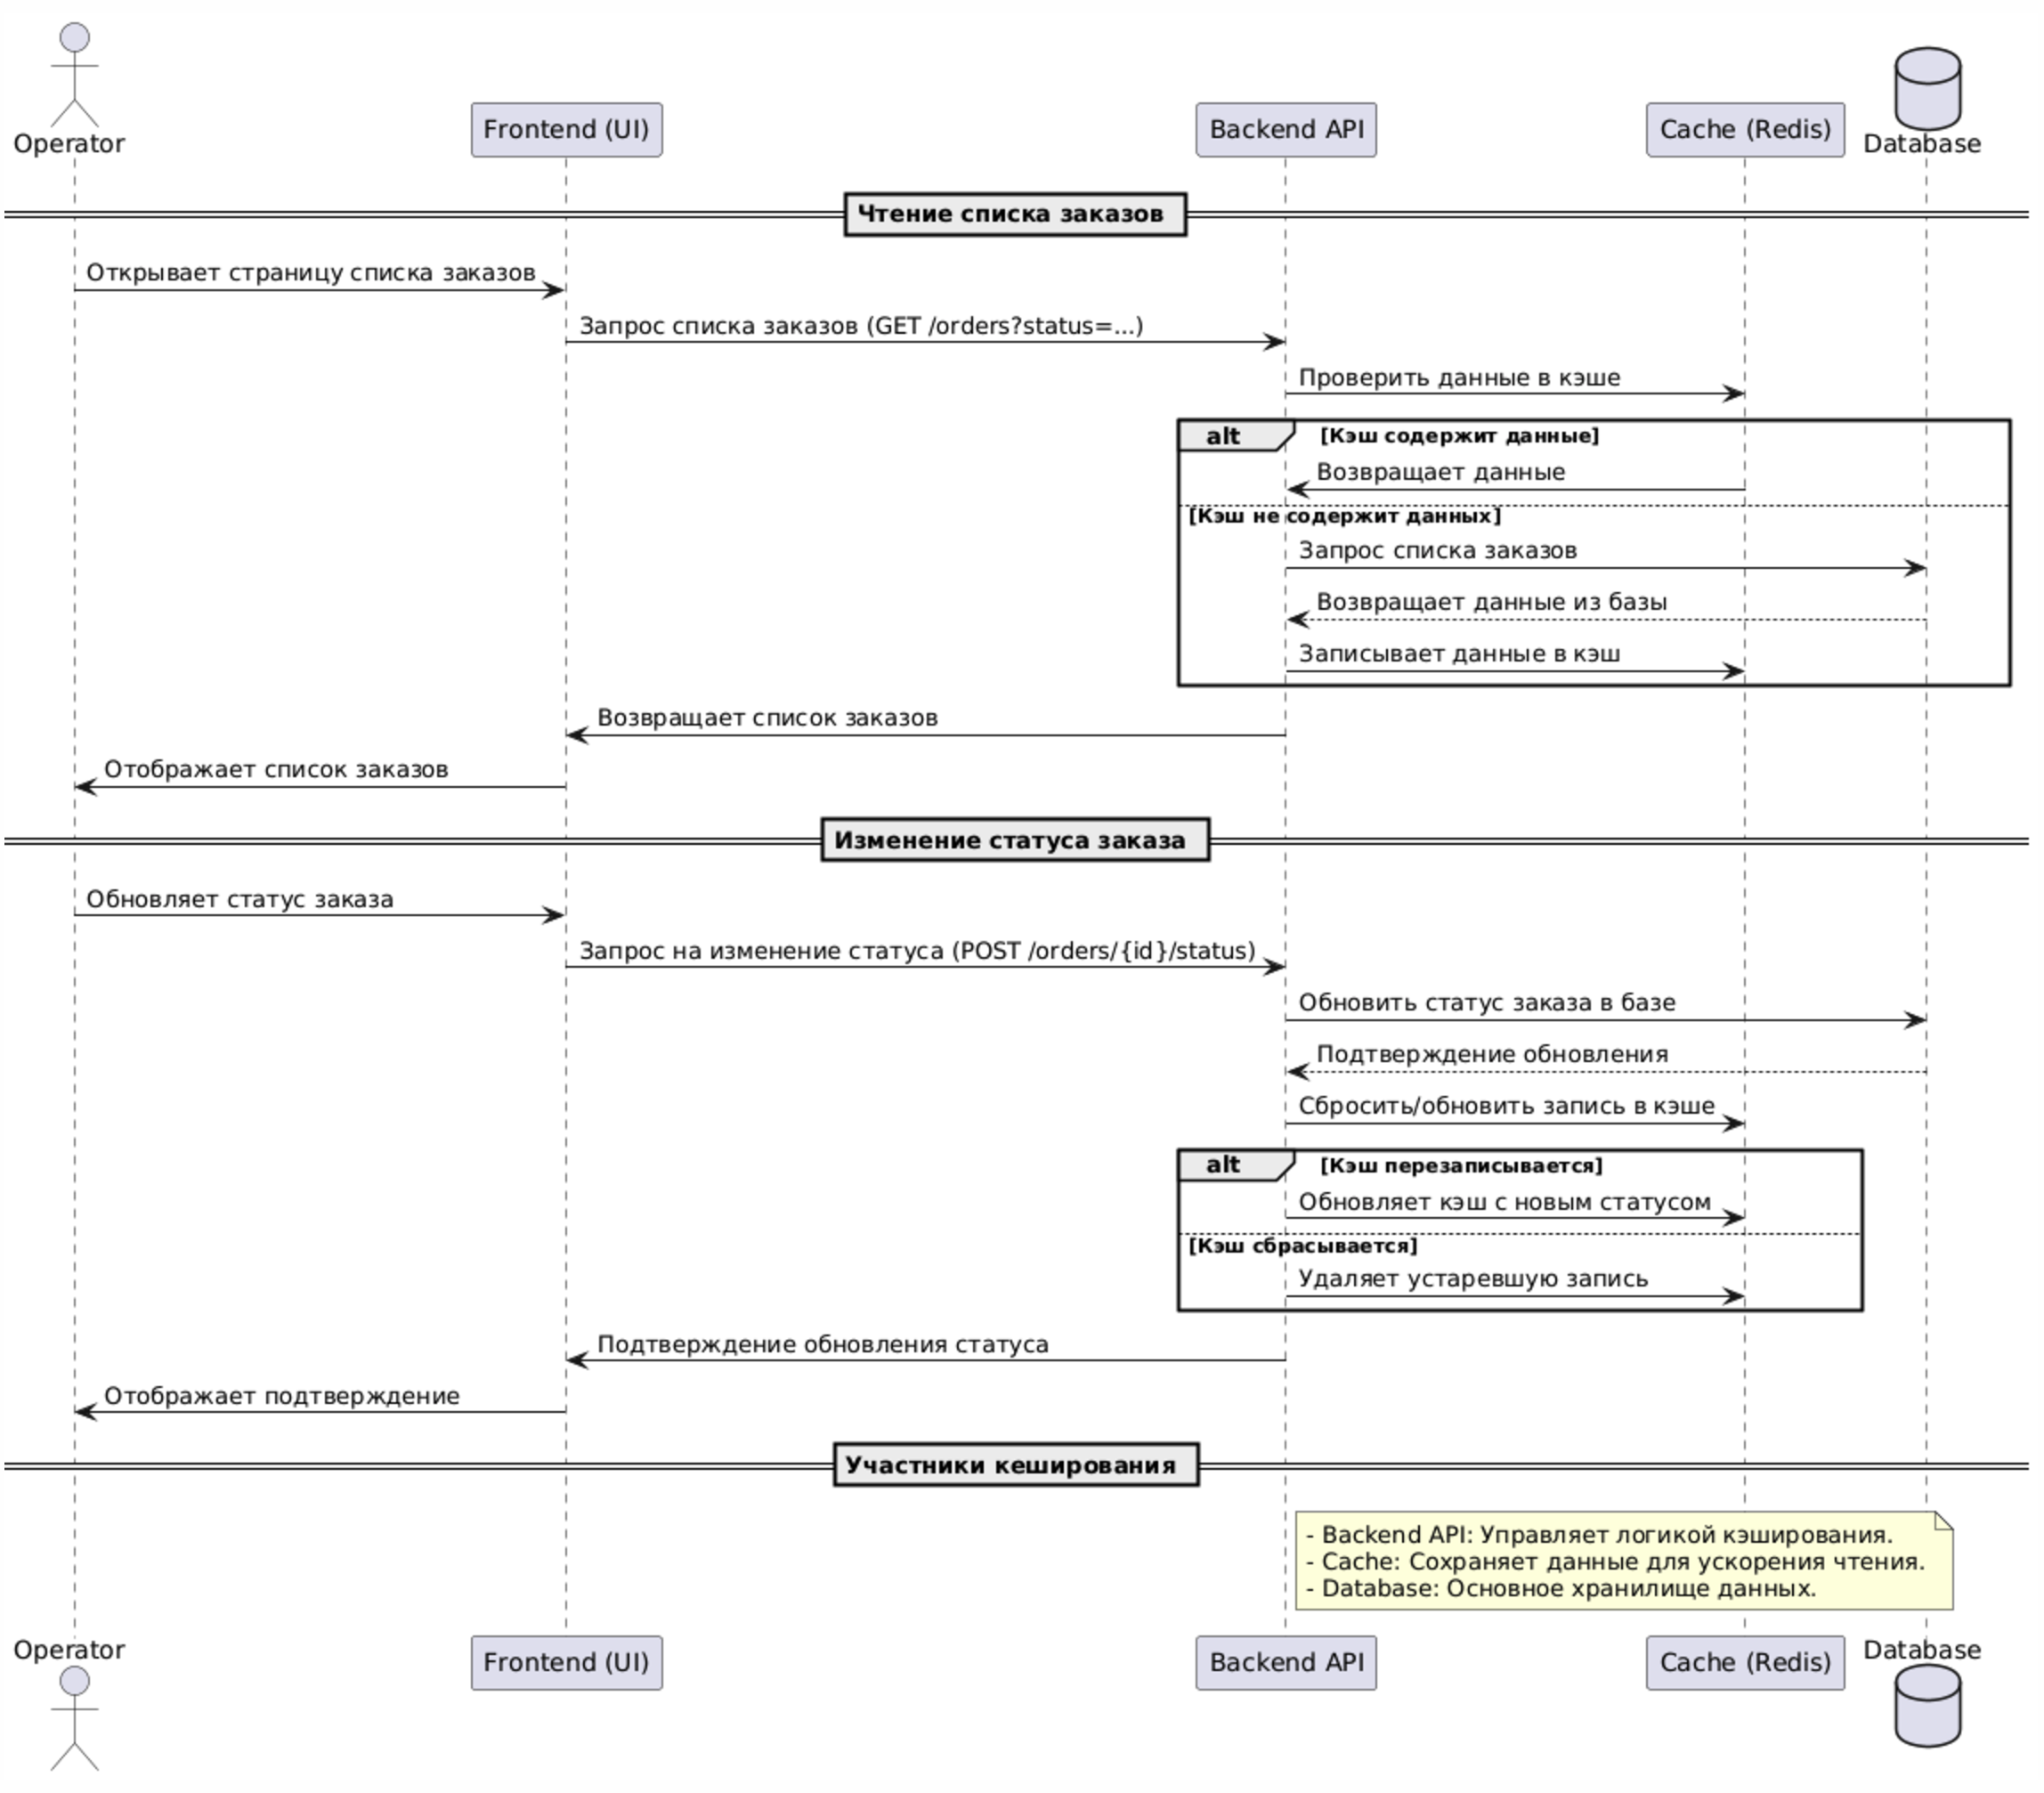 Operator
Frontend (UI)
Backend API
Cache (Redis)
Database
Чтение списка заказов
Открывает страницу списка заказов
Запрос списка заказов (GET /orders?status=...)
Проверить данные в кэше
alt
[Кэш содержит данные]
Возвращает данные
[Кэш не содержит данных]
Запрос списка заказов
Возвращает данные из базы
Записывает данные в кэш
Возвращает список заказов
Отображает список заказов
Изменение статуса заказа
Обновляет статус заказа
Запрос на изменение статуса (POST /orders/{id}/status)
Обновить статус заказа в базе
Подтверждение обновления
Сбросить/обновить запись в кэше
alt
[Кэш перезаписывается]
Обновляет кэш с новым статусом
[Кэш сбрасывается]
Удаляет устаревшую запись
Подтверждение обновления статуса
Отображает подтверждение
Участники кеширования
- Backend API: Управляет логикой кэширования.
- Cache: Сохраняет данные для ускорения чтения.
- Database: Основное хранилище данных.
Operator
Frontend (UI)
Backend API
Cache (Redis)
Database